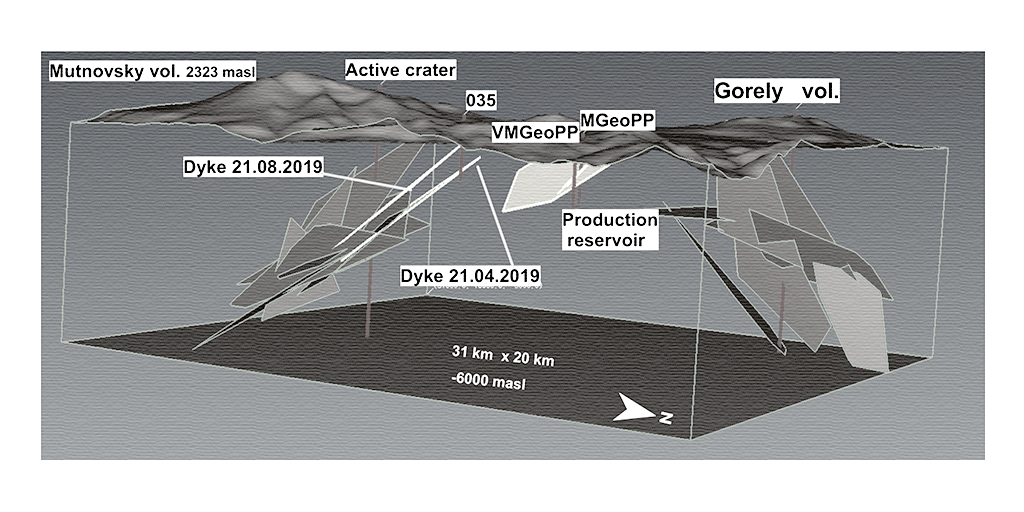 Mutnovsky vol. 2323 masl
Active crater
035
VMGeoPP
MGeoPP
Gorely vol.
Dyke 21.08.2019
Production
reservoir
Dyke 21.04.2019
31 km x 20 km
-6000 masl
N